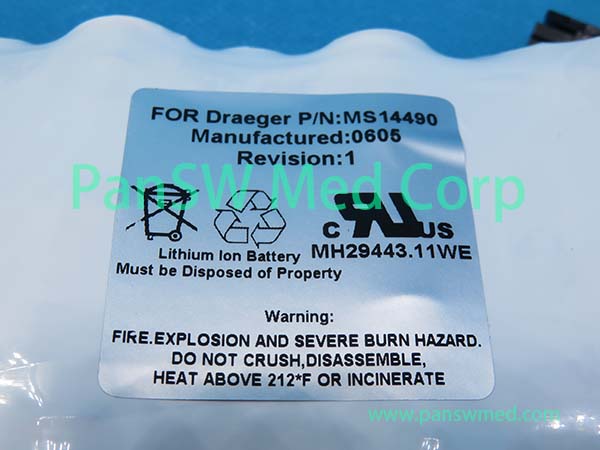 FOR Draeger P/N:MS14490
Manufactured:0605
Revision:1
PanSW Med Corp
C RU US
Lithium Ion Battery MH29443.11WE
Must be Disposed of Property
Warning:
FIRE.EXPLOSION AND SEVERE BURN HAZARD.
DO NOT CRUSH,DISASSEMBLE,
HEAT ABOVE 212*F OR INCINERATE
www.panswmed.com